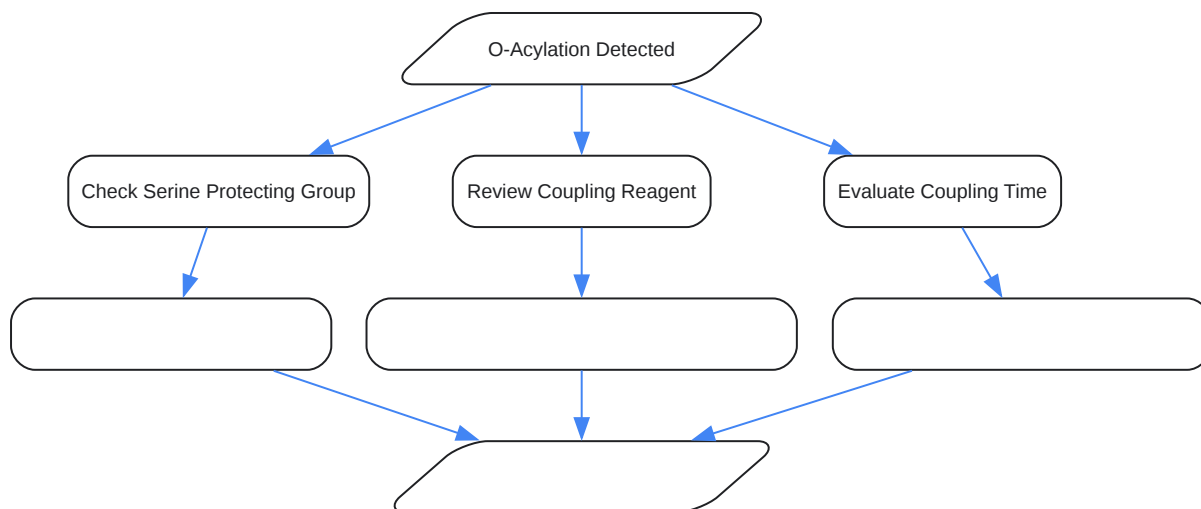 O-Acylation Detected
Check Serine Protecting Group
Review Coupling Reagent
Evaluate Coupling Time